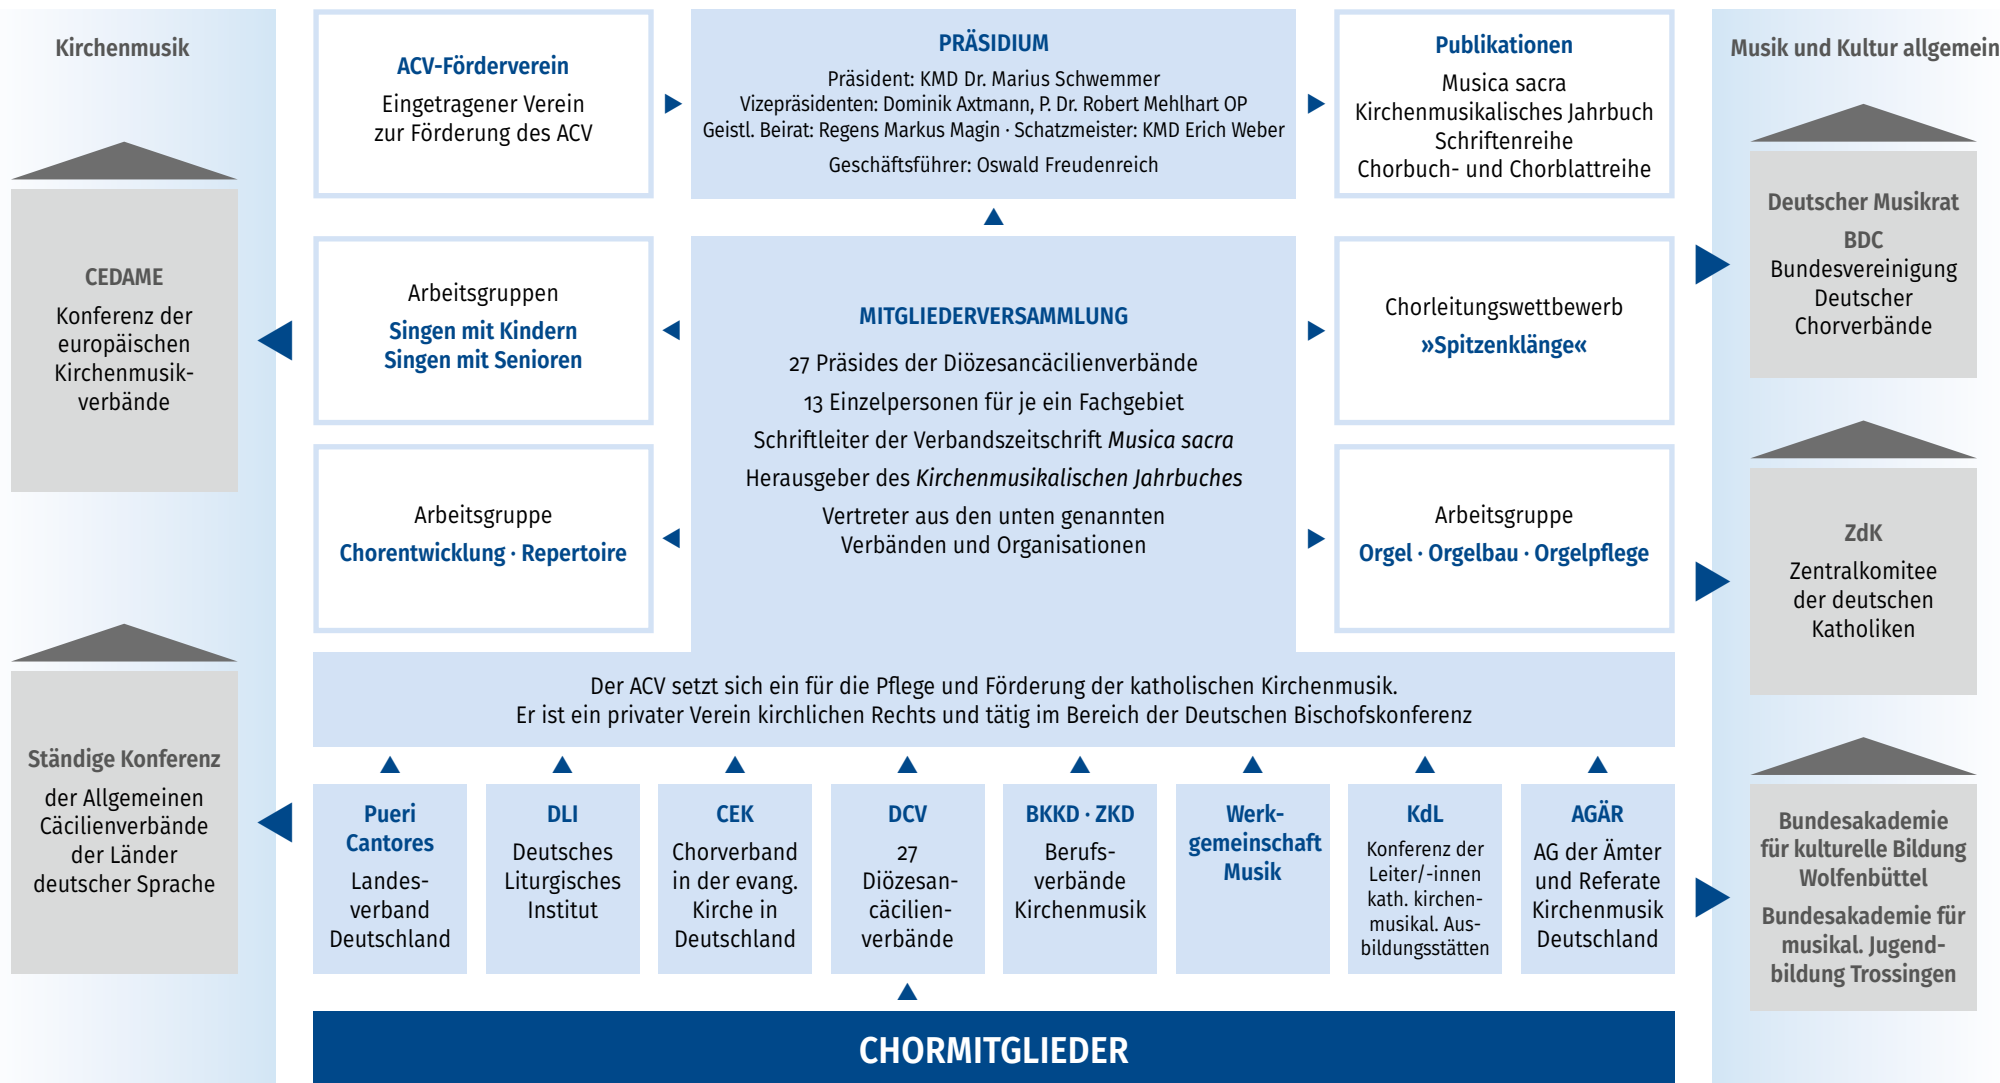 Kirchenmusik
CEDAME
Konferenz der
europäischen
Kirchenmusik-
verbände
Ständige Konferenz
der Allgemeinen
Cäcilienverbände
der Länder
deutscher Sprache
ACV-Förderverein
Eingetragener Verein
zur Förderung des ACV
PRÄSIDIUM
Präsident: KMD Dr. Marius Schwemmer
Vizepräsidenten: Dominik Axtmann, P. Dr. Robert Mehlhart OP
Geistl. Beirat: Regens Markus Magin · Schatzmeister: KMD Erich Weber
Geschäftsführer: Oswald Freudenreich
Publikationen
Musica sacra
Kirchenmusikalisches Jahrbuch
Schriftenreihe
Chorbuch- und Chorblattreihe
Arbeitsgruppen
Singen mit Kindern
Singen mit Senioren
MITGLIEDERVERSAMMLUNG
27 Präsides der Diözesancäcilienverbände
13 Einzelpersonen für je ein Fachgebiet
Schriftleiter der Verbandszeitschrift Musica sacra
Herausgeber des Kirchenmusikalischen Jahrbuches
Vertreter aus den unten genannten
Verbänden und Organisationen
Chorleitungswettbewerb
»Spitzenklänge«
Arbeitsgruppe
Chorentwicklung · Repertoire
Arbeitsgruppe
Orgel · Orgelbau · Orgelpflege
Der ACV setzt sich ein für die Pflege und Förderung der katholischen Kirchenmusik.
Er ist ein privater Verein kirchlichen Rechts und tätig im Bereich der Deutschen Bischofskonferenz
Pueri
Cantores
Landes-
verband
Deutschland
DLI
Deutsches
Liturgisches
Institut
CEK
Chorverband
in der evang.
Kirche in
Deutschland
DCV
27
Diözesan-
cäcilien-
verbände
BKKD · ZKD
Berufs-
verbände
Kirchenmusik
Werk-
gemeinschaft
Musik
KdL
Konferenz der
Leiter/-innen
kath. kirchen-
musikal. Aus-
bildungsstätten
AGÄR
AG der Ämter
und Referate
Kirchenmusik
Deutschland
CHORMITGLIEDER
Musik und Kultur allgemein
Deutscher Musikrat
BDC
Bundesvereinigung
Deutscher
Chorverbände
ZdK
Zentralkomitee
der deutschen
Katholiken
Bundesakademie
für kulturelle Bildung
Wolfenbüttel
Bundesakademie für
musikal. Jugend-
bildung Trossingen